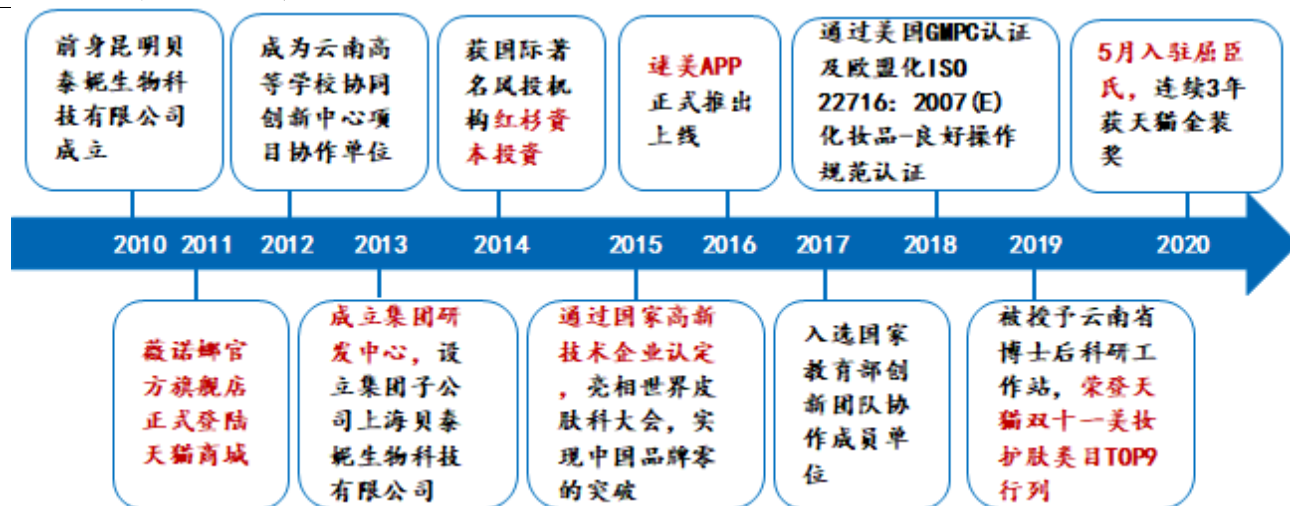 前身昆明贝
泰妮生物科
技有限公司
成立
成为云南高
等学校协同
创新中心项
目协作单位
获国际著
名风投机
构红杉资
本投资
速美APP
正式推出
上线
通过美国GMPC认证
及欧盟化ISO
22716：2007(E)
化妆品-良好操作
规范认证
5月入驻屈臣
氏，连续3年
获天猫金装
奖
2010 2011 2012 2013 2014 2015 2016 2017 2018 2019 2020
薇诺娜官
方旗舰店
正式登陆
天猫商城
成立集团研
发中心，设
立集团子公
司上海贝泰
妮生物科技
有限公司
通过国家高新
技术企业认定
，亮相世界皮
肤科大会，实
现中国品牌零
的突破
入选国家
教育部创
新团队协
作成员单
位
被授予云南省
博士后科研工
作站，荣登天
猫双十一美妆
护肤类目TOP9
行列